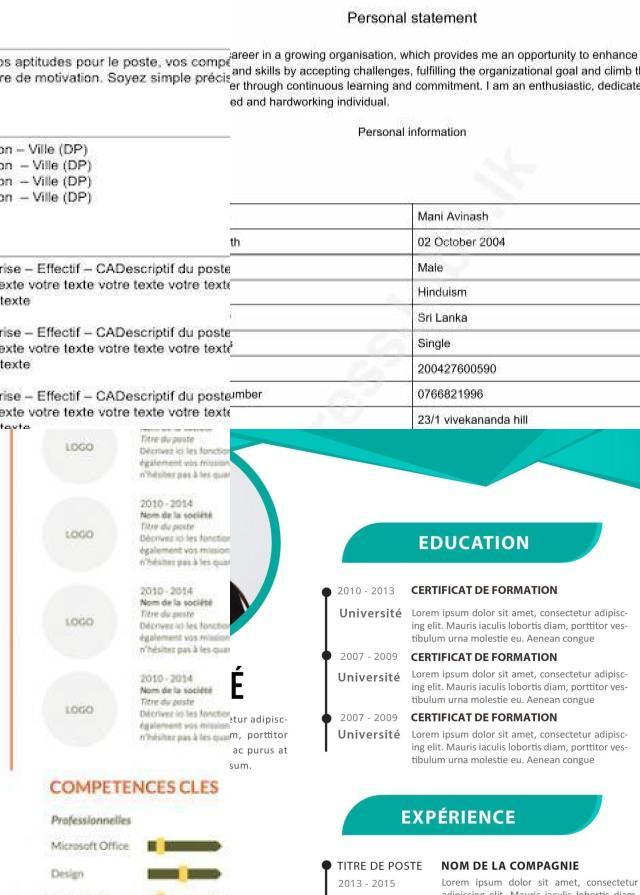 os aptitudes pour le poste, vos compé
re de motivation. Soyez simple précis
on – Ville (DP)
on – Ville (DP)
on – Ville (DP)
on – Ville (DP)
rise – Effectif – CADescriptif du poste
exte votre texte votre texte votre texte
texte
rise – Effectif – CADescriptif du poste
exte votre texte votre texte votre texte
texte
rise – Effectif – CADescriptif du poste
exte votre texte votre texte votre texte
texte
Personal statement
areer in a growing organisation, which provides me an opportunity to enhance
and skills by accepting challenges, fulfilling the organizational goal and climb th
er through continuous learning and commitment. I am an enthusiastic, dedicate
ed and hardworking individual.
Personal information
Mani Avinash
th 02 October 2004
Male
Hinduism
Sri Lanka
Single
200427600590
umber 0766821996
23/1 vivekananda hill
LOGO
Titre du poste
Décrivez ici les fonction
également vos mission
n'hésitez pas à les quan
2010 - 2014
Nom de la société
Titre du poste
LOGO
Décrivez ici les fonction
également vos mission
n'hésitez pas à les quan
2010 - 2014
Nom de la société
Titre du poste
LOGO
Décrivez ici les fonction
également vos mission
n'hésitez pas à les quan
2010 - 2014
Nom de la société
Titre du poste
LOGO
Décrivez ici les fonction
également vos mission
n'hésitez pas à les quan
COMPETENCES CLES
Professionnelles
Microsoft Office
Design
É
etur adipisc-
m, porttitor
ac purus at
sum.
EDUCATION
2010 - 2013 CERTIFICAT DE FORMATION
Université Lorem ipsum dolor sit amet, consectetur adipisc-
ing elit. Mauris iaculis lobortis diam, porttitor ves-
tibulum urna molestie eu. Aenean congue
2007 - 2009 CERTIFICAT DE FORMATION
Université Lorem ipsum dolor sit amet, consectetur adipisc-
ing elit. Mauris iaculis lobortis diam, porttitor ves-
tibulum urna molestie eu. Aenean congue
2007 - 2009 CERTIFICAT DE FORMATION
Université Lorem ipsum dolor sit amet, consectetur adipisc-
ing elit. Mauris iaculis lobortis diam, porttitor ves-
tibulum urna molestie eu. Aenean congue
EXPÉRIENCE
TITRE DE POSTE NOM DE LA COMPAGNIE
2013 - 2015 Lorem ipsum dolor sit amet, consectetur